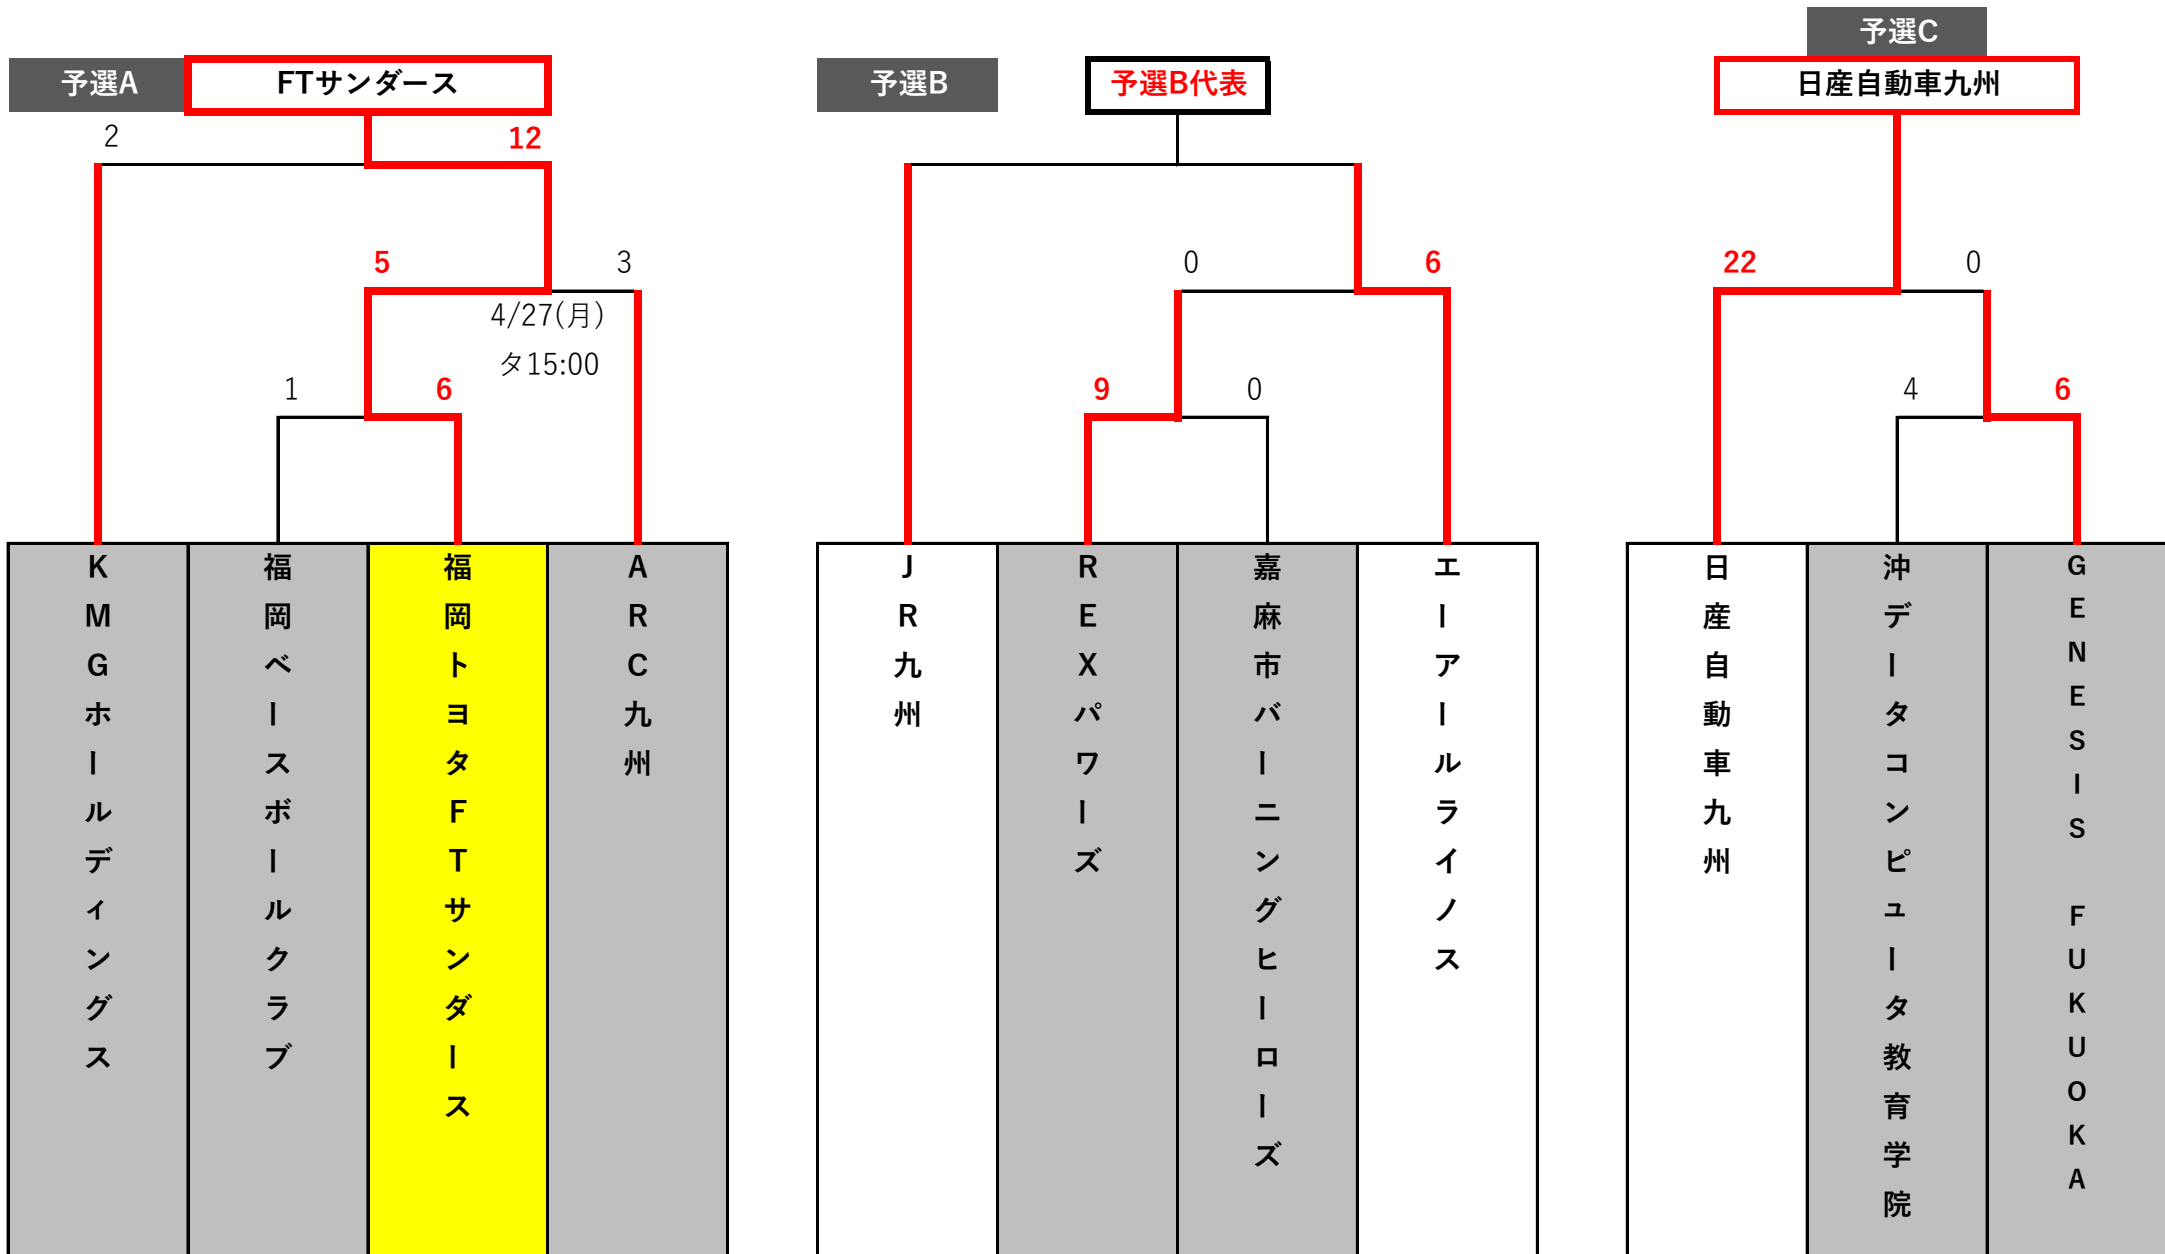 予選A
FTサンダース
2
12
5
3
4/27(月)
タ15:00
1
6
KMGホールディングス
福岡ベースボールクラブ
福岡トヨタFTサンダース
ARC九州
予選B
予選B代表
0
6
9
0
JR九州
REXパワーズ
嘉麻市バーニングヒーローズ
エーアールライノス
予選C
日産自動車九州
22
0
4
6
日産自動車九州
沖データコンピュータ教育学院
GENESIS FUKUOKA